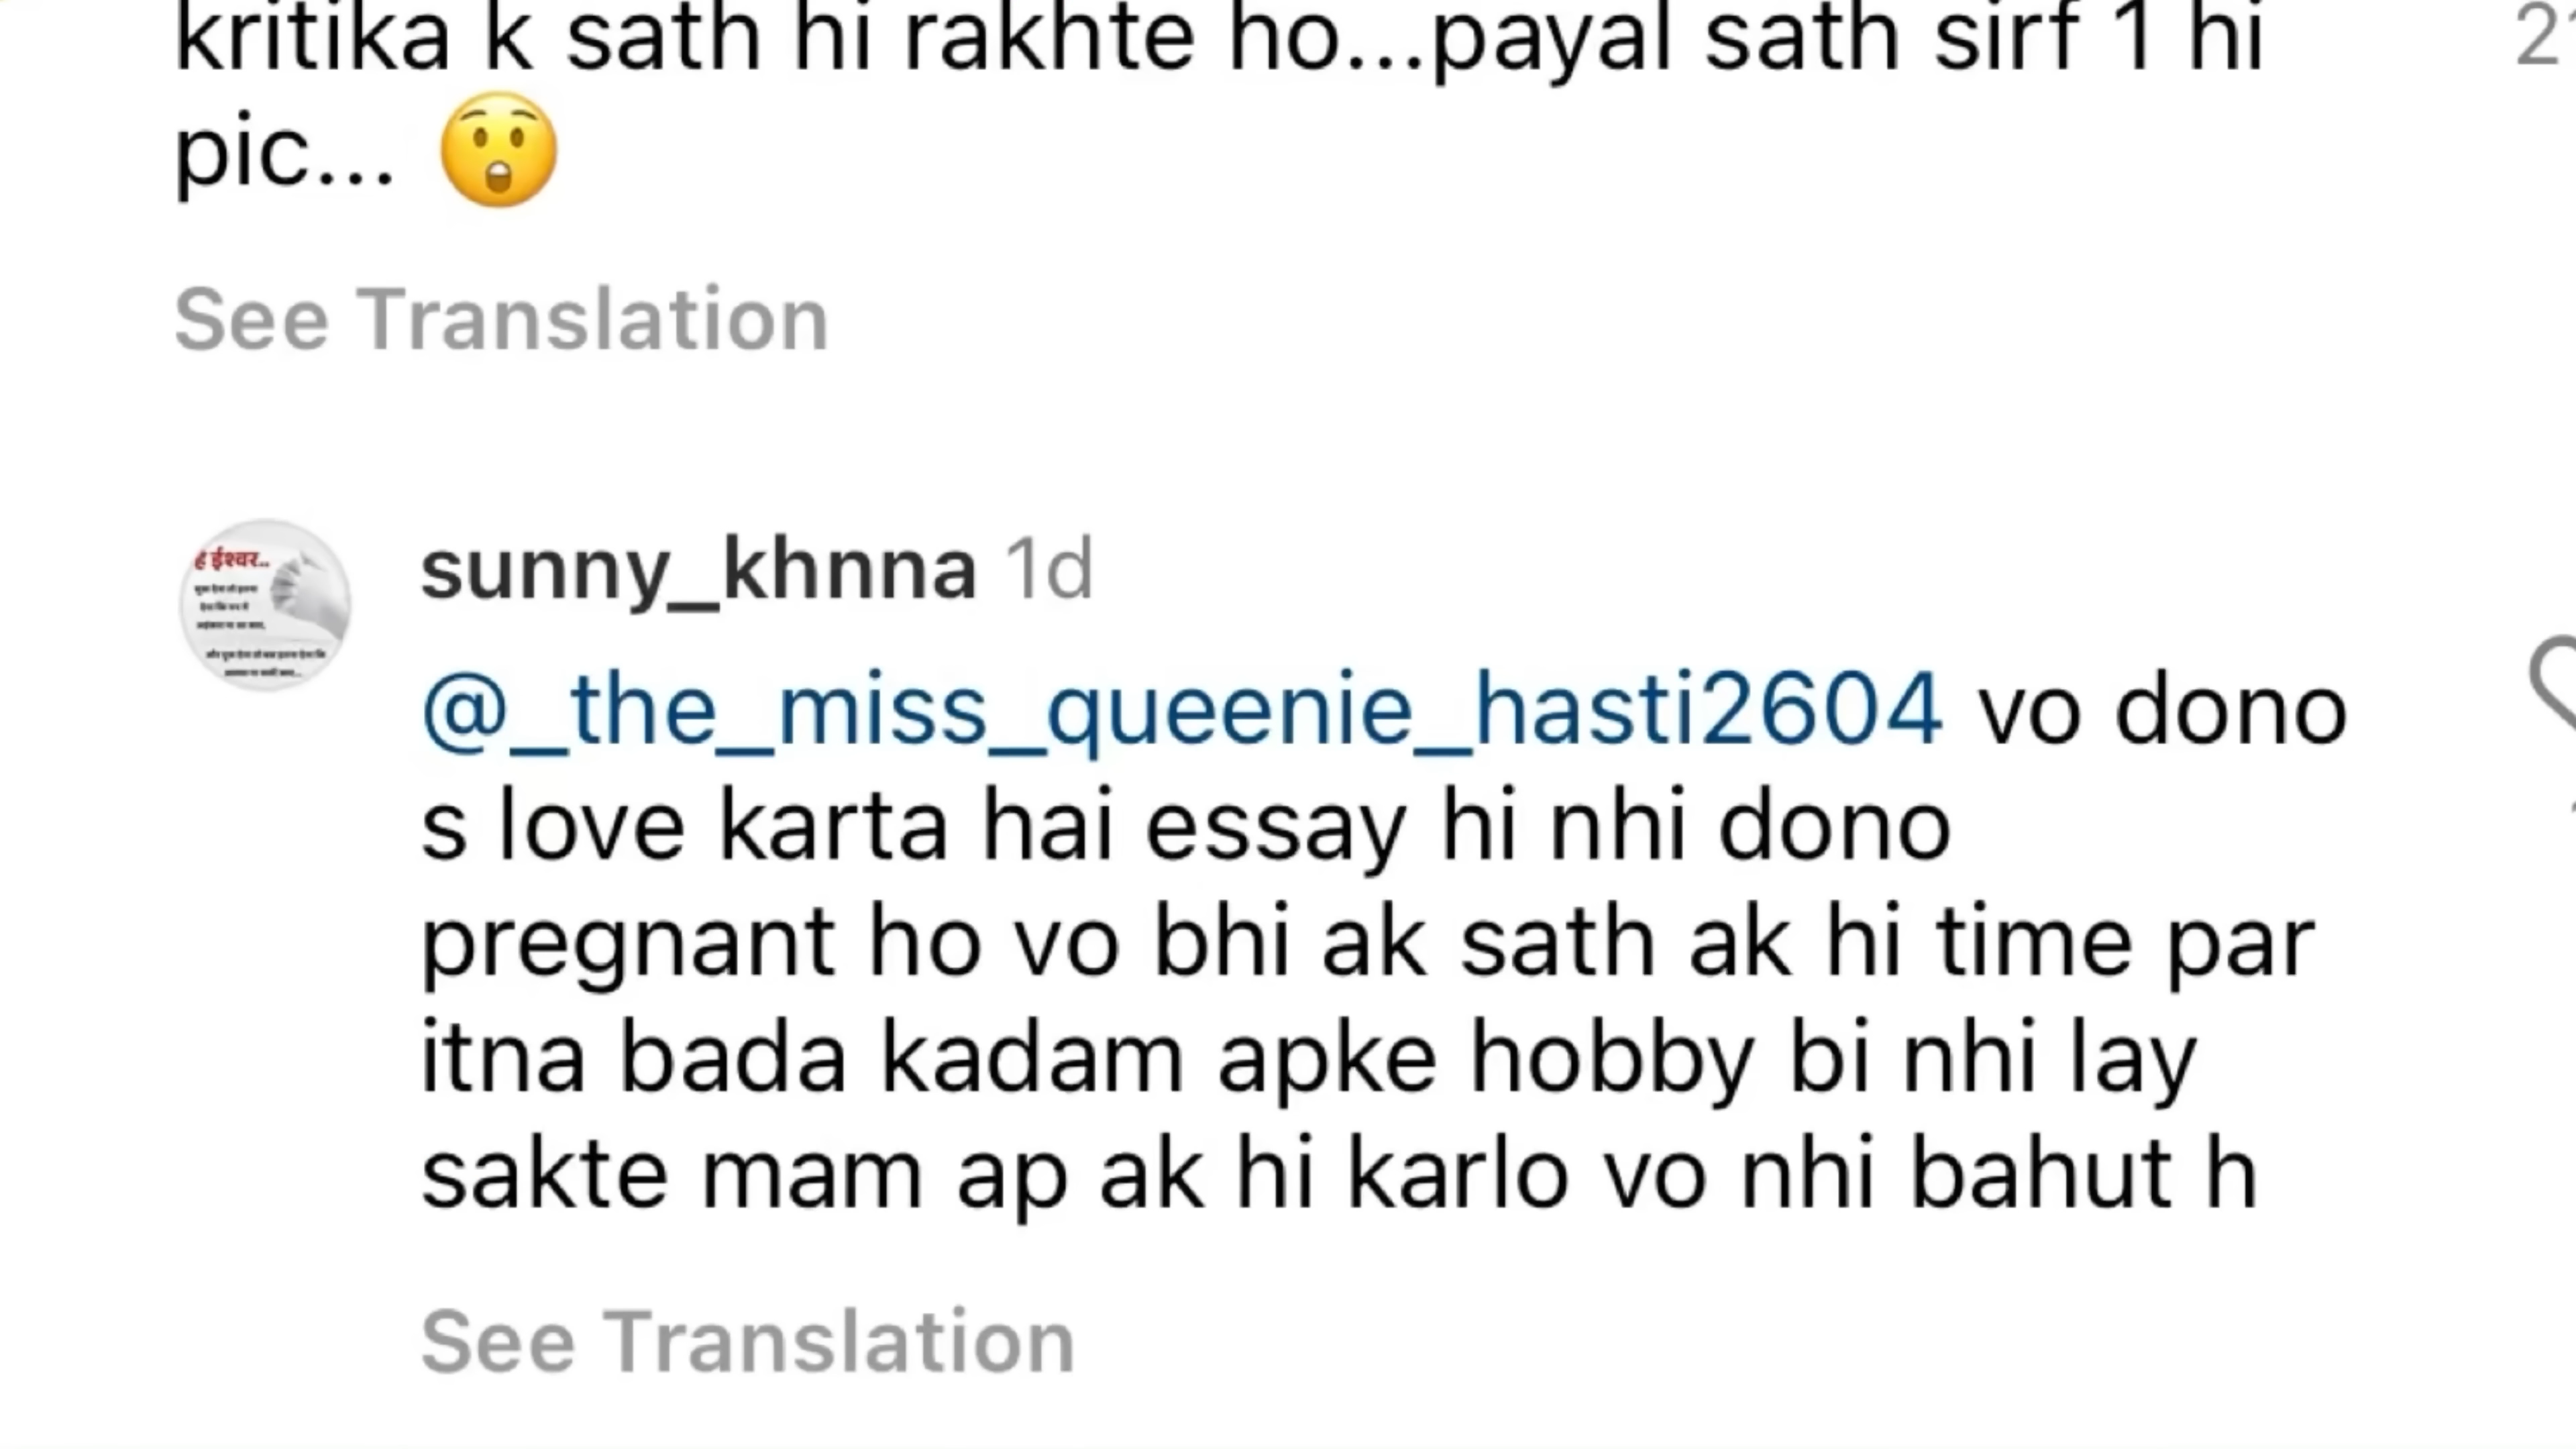 kritika k sath hi rakhte ho...payal sath sirf 1 hi
pic... 😲
See Translation
हे ईश्वर..
sunny_khnna 1d
@_the_miss_queenie_hasti2604 vo dono
s love karta hai essay hi nhi dono
pregnant ho vo bhi ak sath ak hi time par
itna bada kadam apke hobby bi nhi lay
sakte mam ap ak hi karlo vo nhi bahut h
See Translation